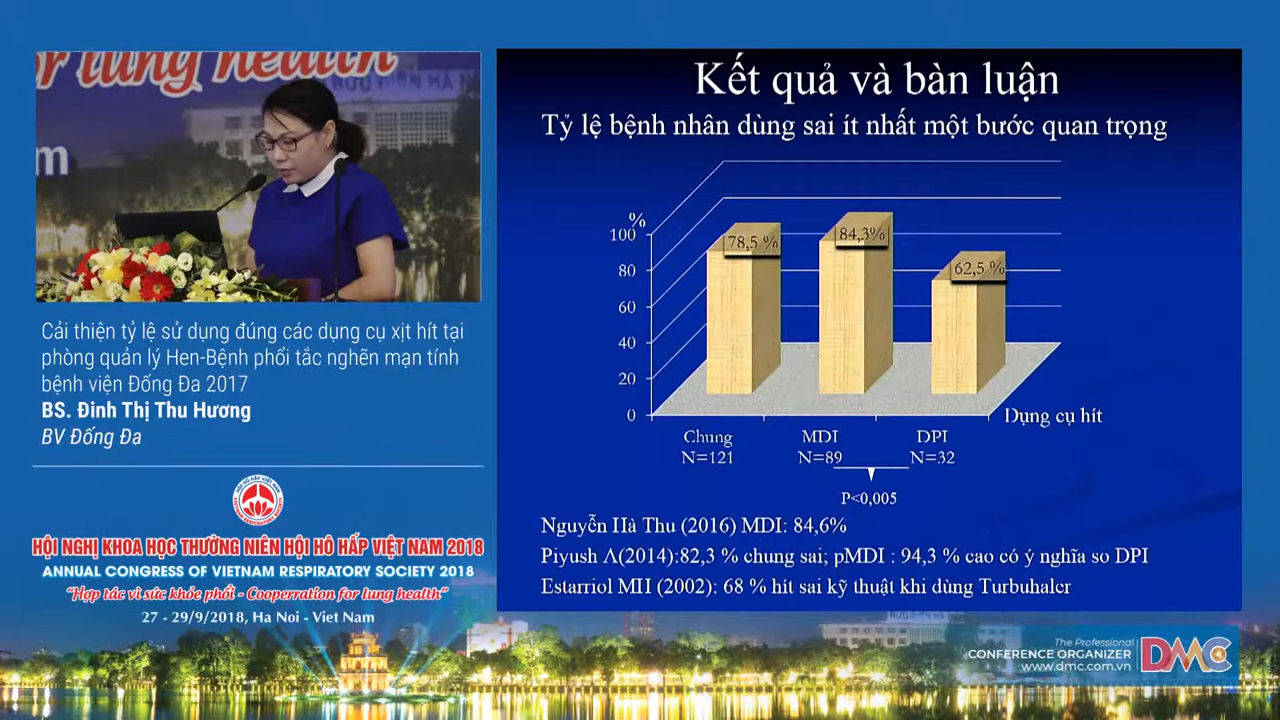 or lung health
m
Cải thiện tỷ lệ sử dụng đúng các dụng cụ xịt hít tại
phòng quản lý Hen-Bệnh phổi tắc nghẽn mạn tính
bệnh viện Đống Đa 2017
BS. Đinh Thị Thu Hương
BV Đống Đa
HỘI NGHỊ KHOA HỌC THƯỜNG NIÊN HỘI HÔ HẤP VIỆT NAM 2018
ANNUAL CONGRESS OF VIETNAM RESPIRATORY SOCIETY 2018
"Hợp tác vì sức khỏe phổi - Cooperration for lung health"
27 - 29/9/2018, Ha Noi - Viet Nam
Kết quả và bàn luận
Tỷ lệ bệnh nhân dùng sai ít nhất một bước quan trọng
%
100
80
60
40
20
0
78,5 %
84,3%
62,5 %
Dụng cụ hít
Chung MDI DPI
N=121 N=89 N=32
P<0,005
Nguyễn Hà Thu (2016) MDI: 84,6%
Piyush A(2014):82,3 % chung sai; pMDI : 94,3 % cao có ý nghĩa so DPI
Estarriol MH (2002): 68 % hít sai kỹ thuật khi dùng Turbuhaler
The Professional
CONFERENCE ORGANIZER
www.dmc.com.vn
DMC